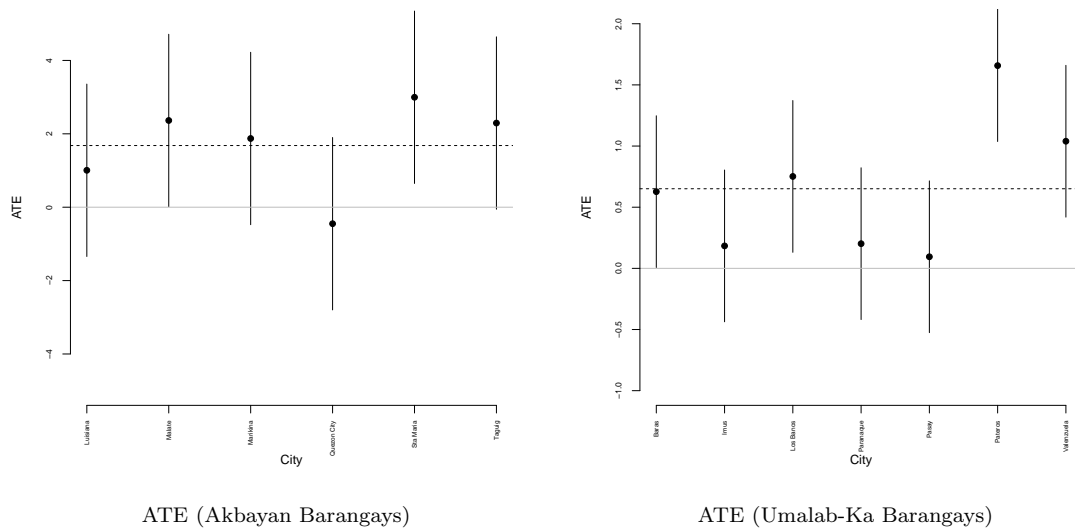 ATE
4
2
0
−2
−4
Luisiana
Malate
Marikina
Quezon City
Sta Maria
Taguig
City
ATE (Akbayan Barangays)
ATE
2.0
1.5
1.0
0.5
0.0
−0.5
−1.0
Baras
Imus
Los Banos
Paranaque
Pasay
Pateros
Valenzuela
City
ATE (Umalab-Ka Barangays)